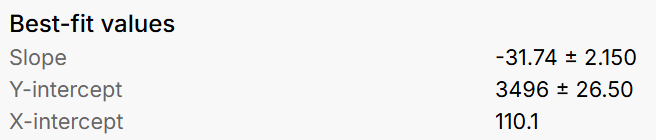 Best-fit values
Slope -31.74 ± 2.150
Y-intercept 3496 ± 26.50
X-intercept 110.1